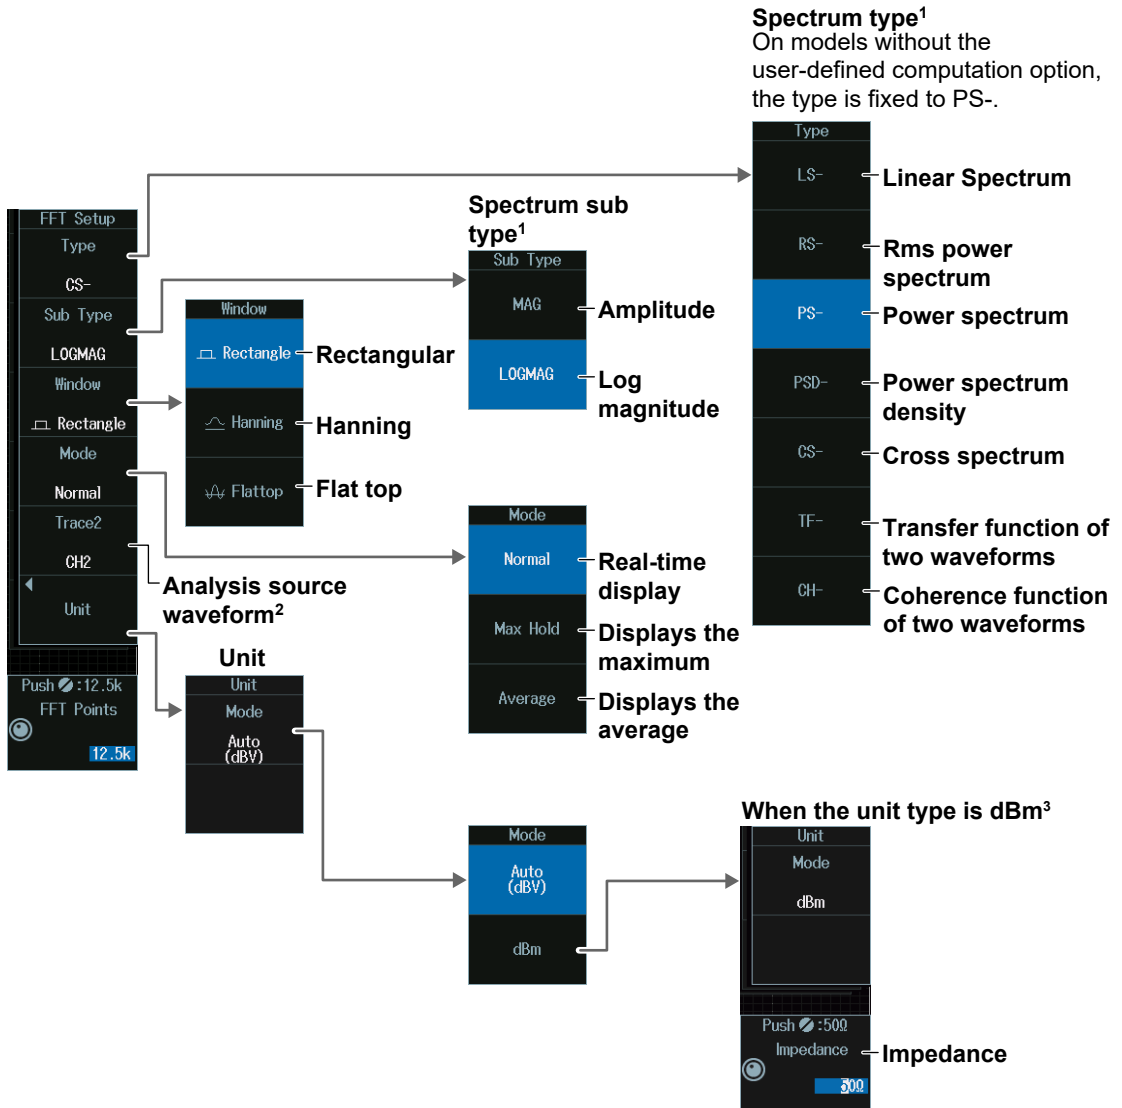 Spectrum type¹
On models without the
user-defined computation option,
the type is fixed to PS-.
Type
LS-
Linear Spectrum
RS-
Rms power
spectrum
PS-
Power spectrum
PSD-
Power spectrum
density
CS-
Cross spectrum
TF-
Transfer function of
two waveforms
CH-
Coherence function
of two waveforms
FFT Setup
Type
CS-
Sub Type
LOGMAG
Window
Rectangle
Mode
Normal
Trace2
CH2
Unit
Push :12.5k
FFT Points
12.5k
Analysis source
waveform²
Window
Rectangle
Rectangular
Hanning
Hanning
Flattop
Flat top
Spectrum sub
type¹
Sub Type
MAG
Amplitude
LOGMAG
Log
magnitude
Mode
Normal
Real-time
display
Max Hold
Displays the
maximum
Average
Displays the
average
Unit
Unit
Mode
Auto
(dBV)
Mode
Auto
(dBV)
dBm
When the unit type is dBm³
Unit
Mode
dBm
Push :50Ω
Impedance
Impedance
50Ω